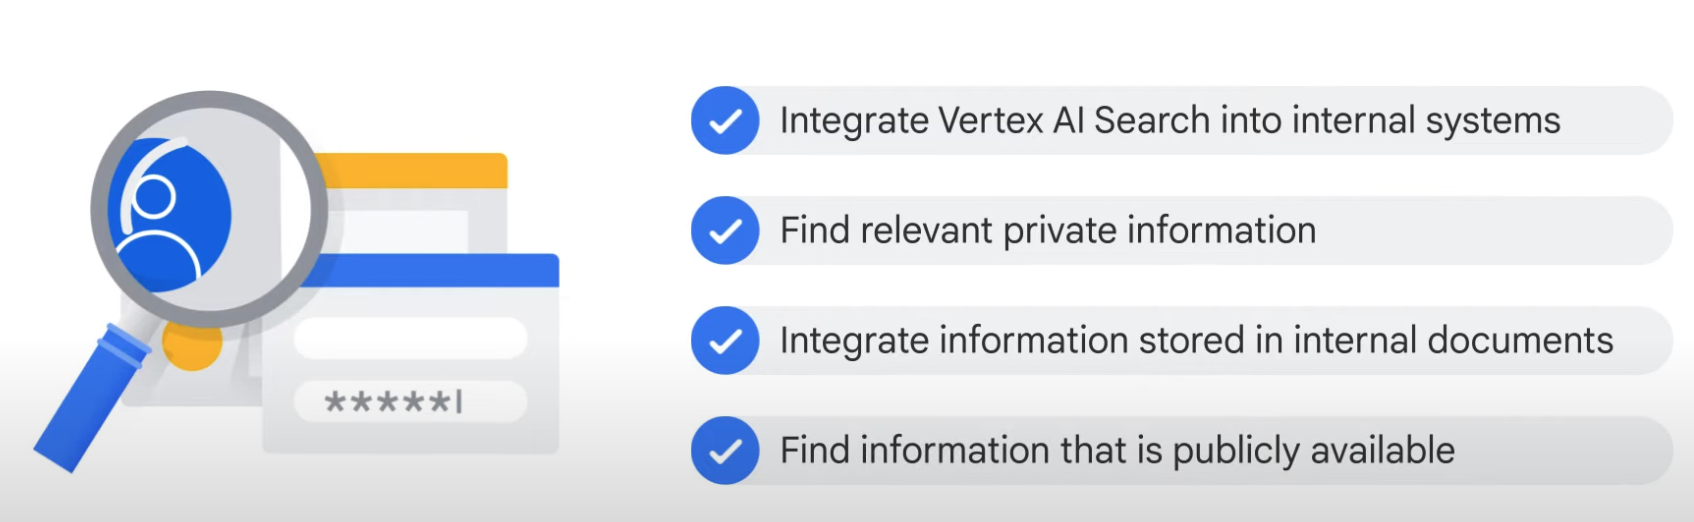 Integrate Vertex AI Search into internal systems
Find relevant private information
Integrate information stored in internal documents
*****|
Find information that is publicly available